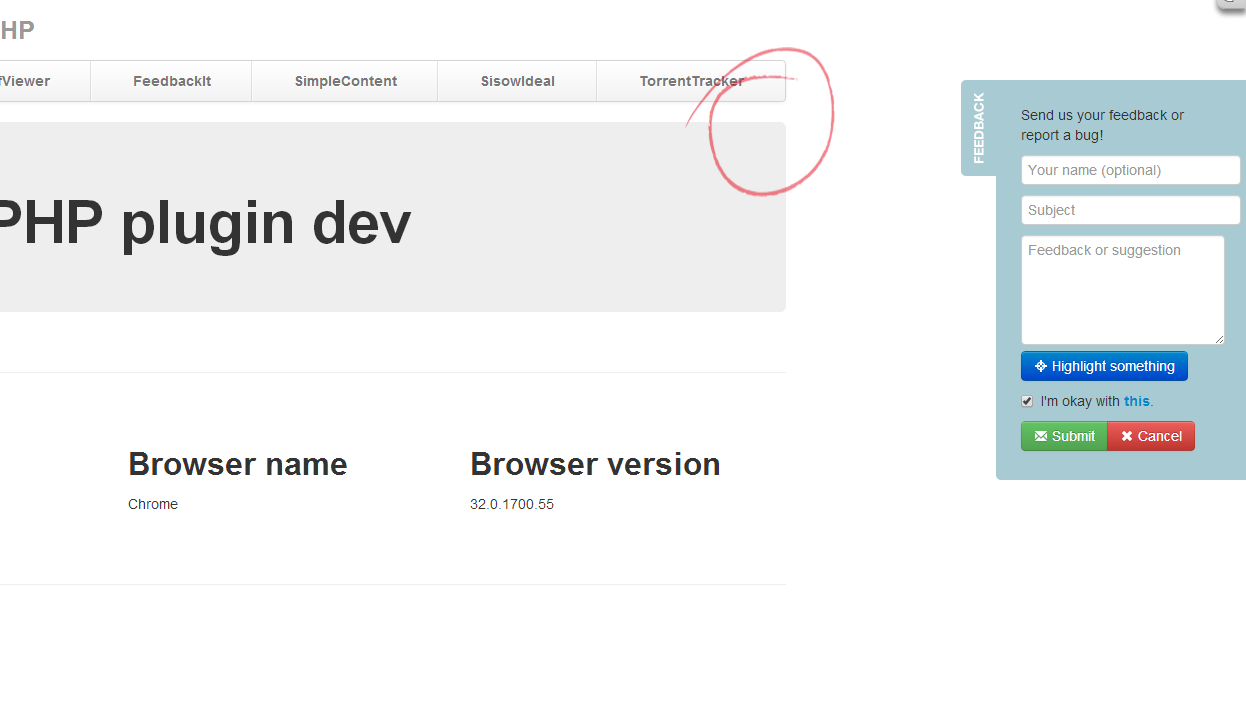 HP
fViewer FeedbackIt SimpleContent SisowIdeal TorrentTracker
PHP plugin dev
Browser name Browser version
Chrome 32.0.1700.55
FEEDBACK
Send us your feedback or
report a bug!
Your name (optional)
Subject
Feedback or suggestion
Highlight something
I'm okay with this.
Submit Cancel